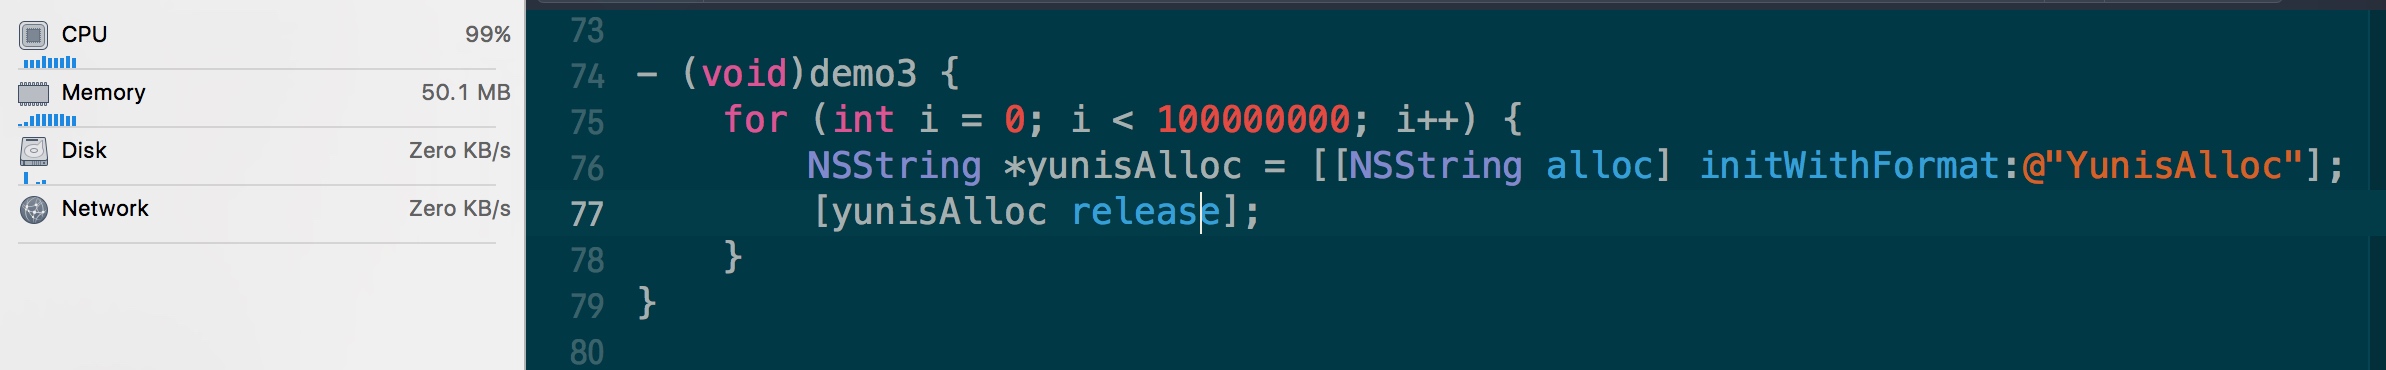 CPU 99%
Memory 50.1 MB
Disk Zero KB/s
Network Zero KB/s
73
74 - (void)demo3 {
75 for (int i = 0; i < 100000000; i++) {
76 NSString *yunisAlloc = [[NSString alloc] initWithFormat:@"YunisAlloc"];
77 [yunisAlloc release];
78 }
79 }
80